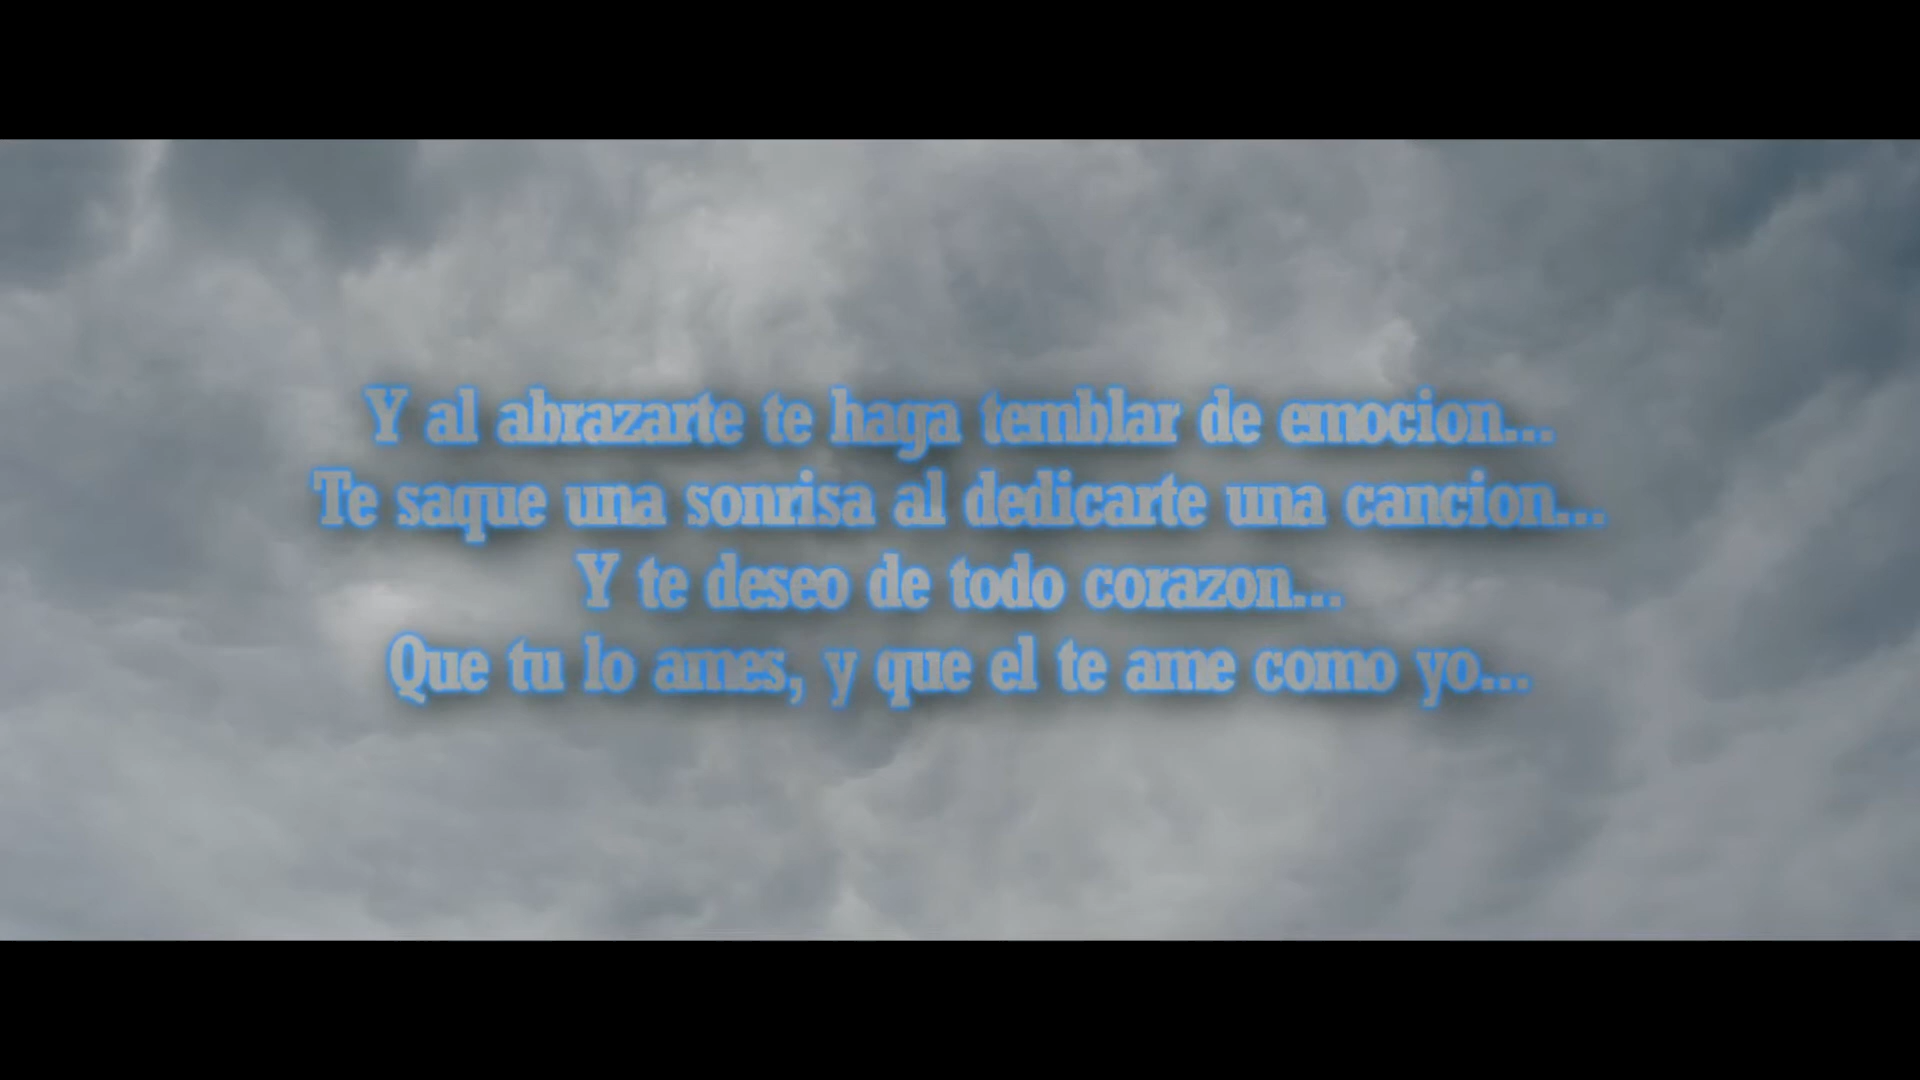 Y al abrazarte te haga temblar de emocion...
Te saque una sonrisa al dedicarte una cancion...
Y te deseo de todo corazon...
Que tu lo ames, y que el te ame como yo...